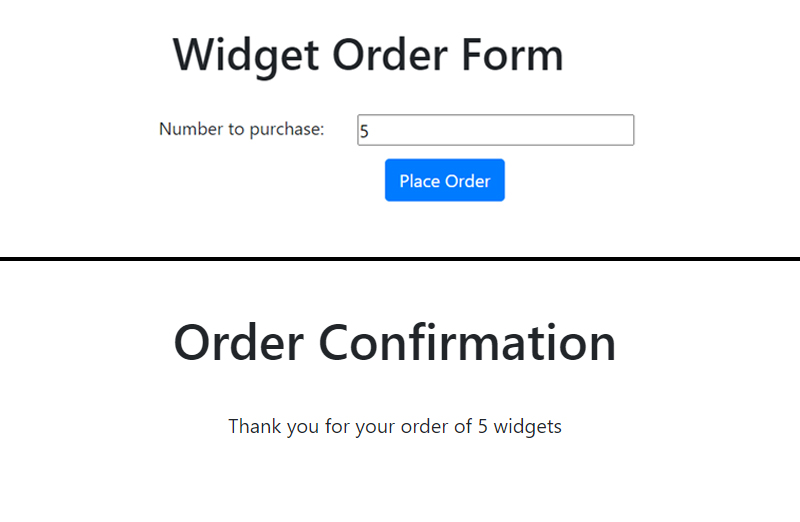 Widget Order Form
Number to purchase: 5
Place Order
Order Confirmation
Thank you for your order of 5 widgets